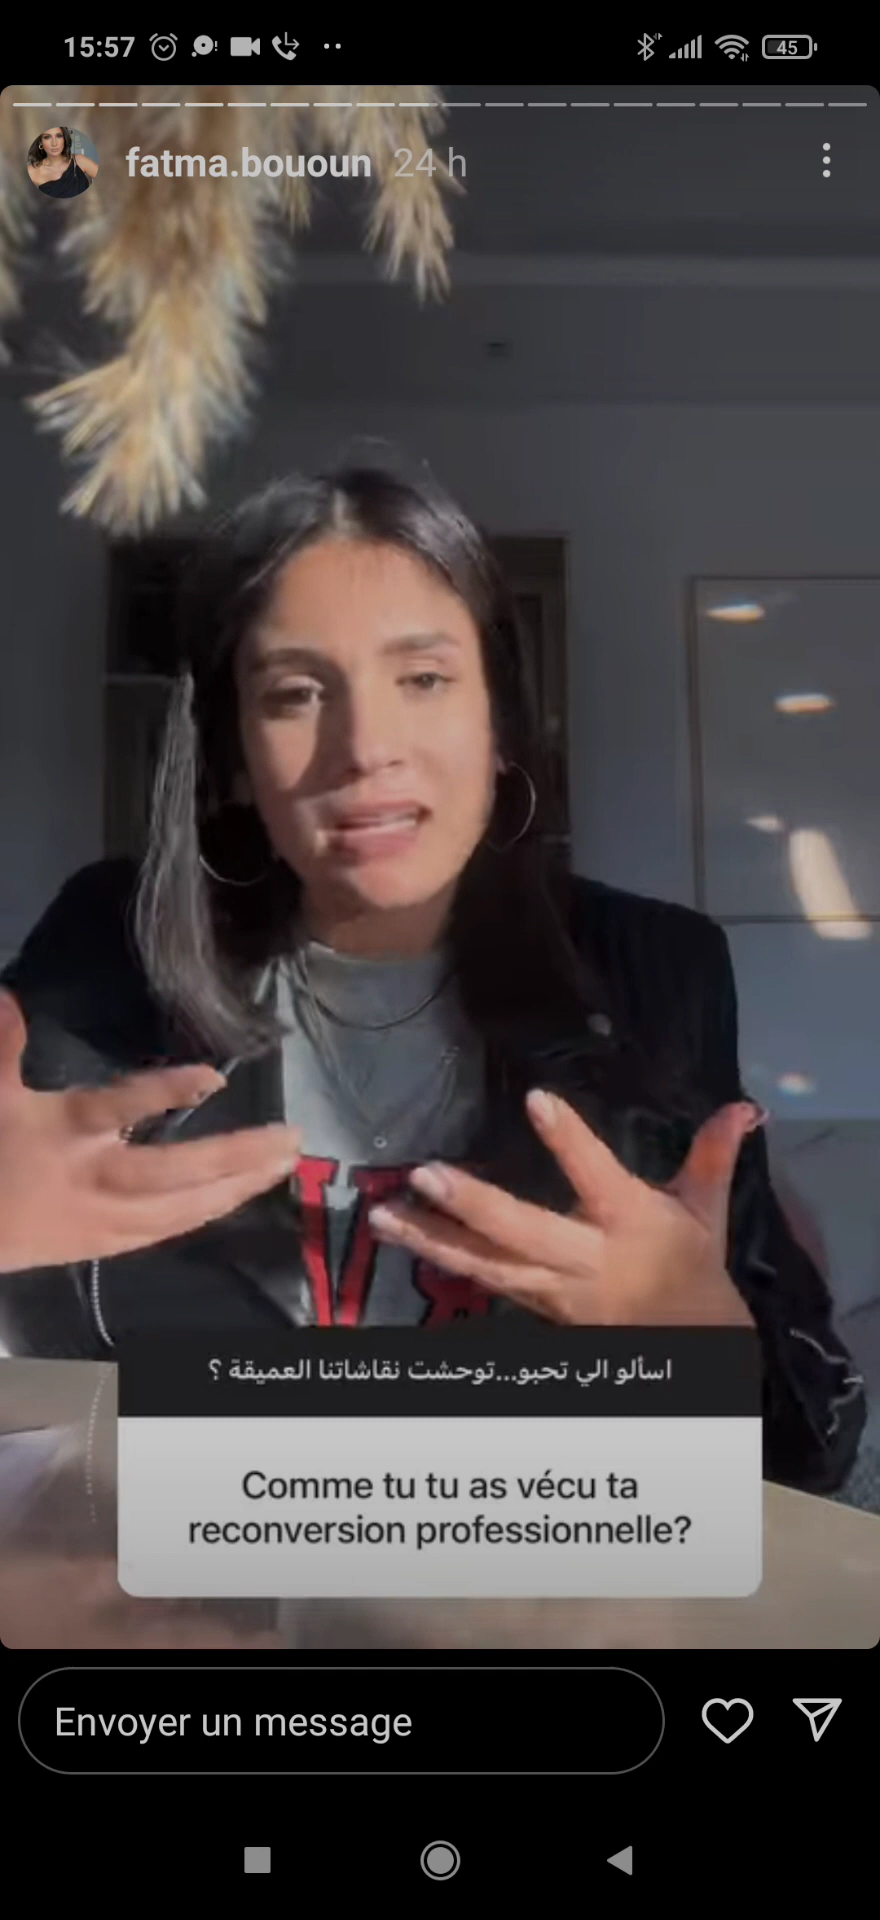 15:57
45
fatma.bououn 24 h
اسألو الي تحبو...توحشت نقاشاتنا العميقة ؟
Comme tu tu as vécu ta
reconversion professionnelle?
Envoyer un message